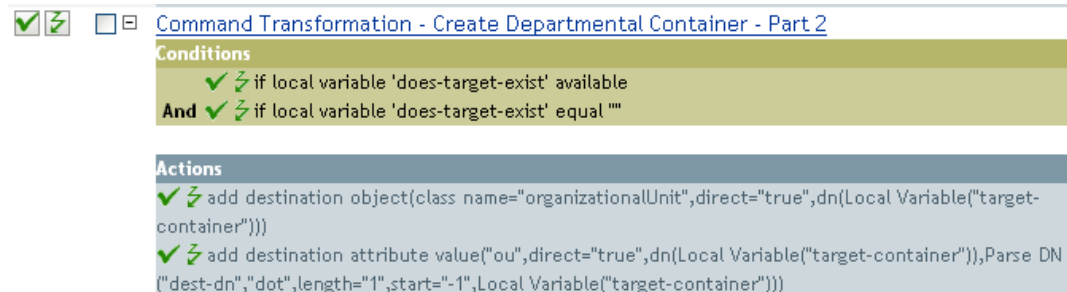 Command Transformation - Create Departmental Container - Part 2
Conditions
if local variable 'does-target-exist' available
And if local variable 'does-target-exist' equal ""
Actions
add destination object(class name="organizationalUnit",direct="true",dn(Local Variable("target-
container")))
add destination attribute value("ou",direct="true",dn(Local Variable("target-container")),Parse DN
("dest-dn","dot",length="1",start="-1",Local Variable("target-container")))